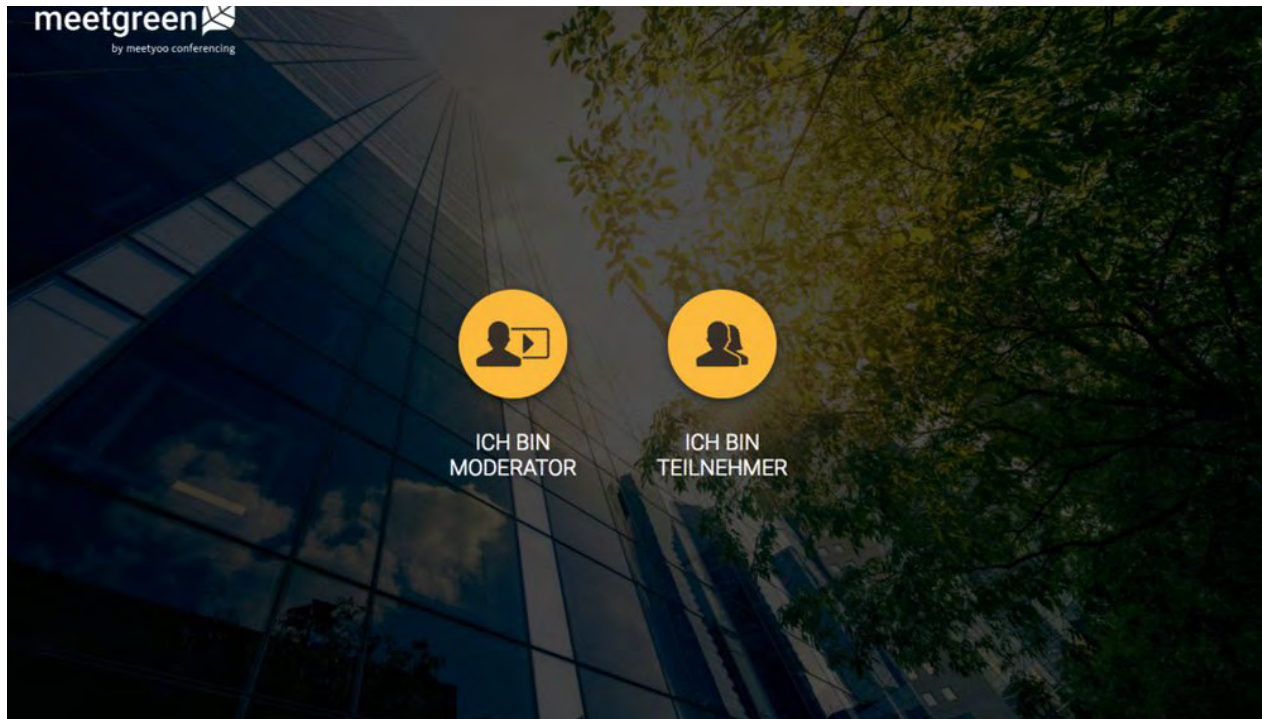 meetgreen
by meetyoo conferencing
ICH BIN
MODERATOR
ICH BIN
TEILNEHMER